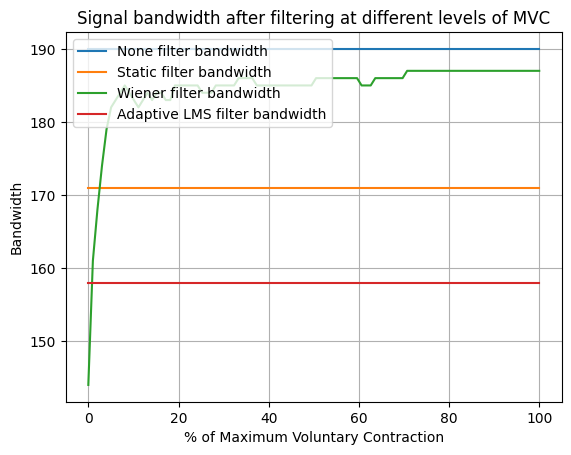 Signal bandwidth after filtering at different levels of MVC
None filter bandwidth
Static filter bandwidth
Wiener filter bandwidth
Adaptive LMS filter bandwidth
190
180
170
160
150
Bandwidth
0 20 40 60 80 100
% of Maximum Voluntary Contraction